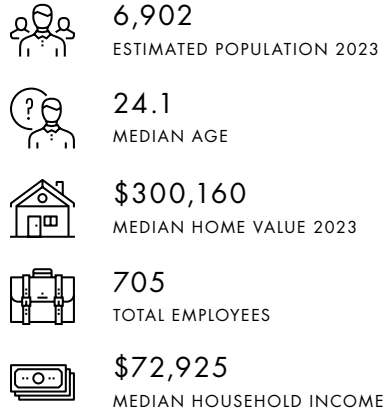 6,902
ESTIMATED POPULATION 2023
?
24.1
MEDIAN AGE
$300,160
MEDIAN HOME VALUE 2023
705
TOTAL EMPLOYEES
$72,925
MEDIAN HOUSEHOLD INCOME